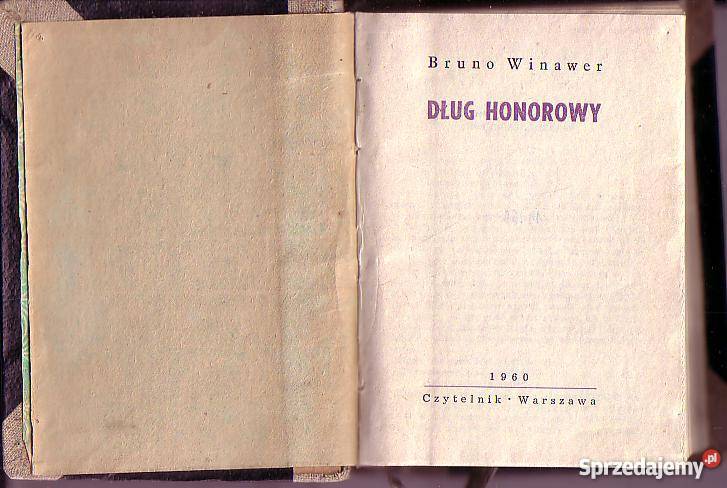 Bruno Winawer
DŁUG HONOROWY
1960
Czytelnik · Warszawa
Sprzedajemy.pl